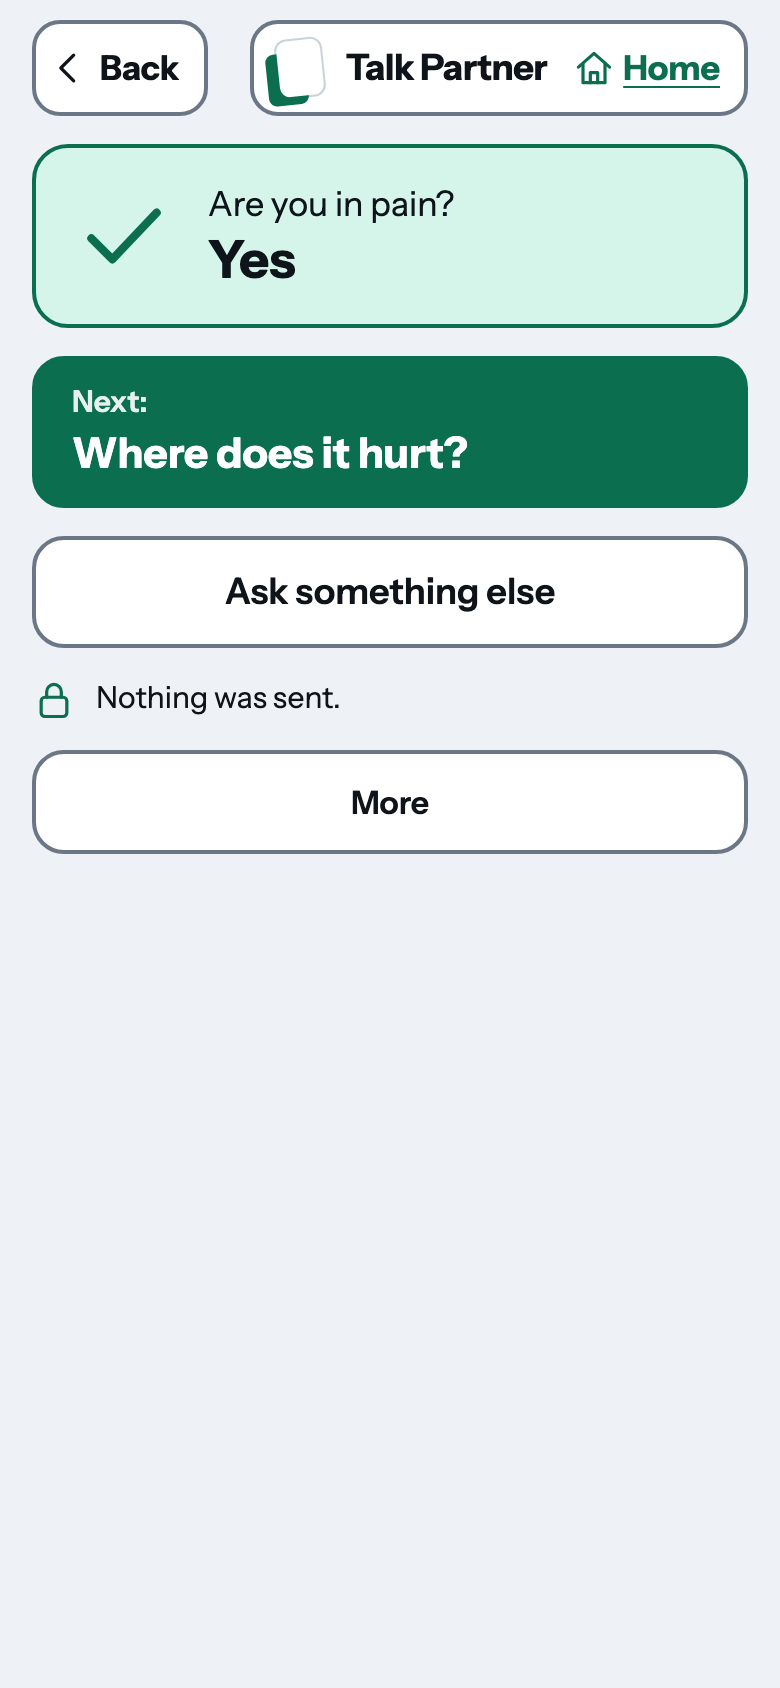 Back
Talk Partner
Home
Are you in pain?
Yes
Next:
Where does it hurt?
Ask something else
Nothing was sent.
More